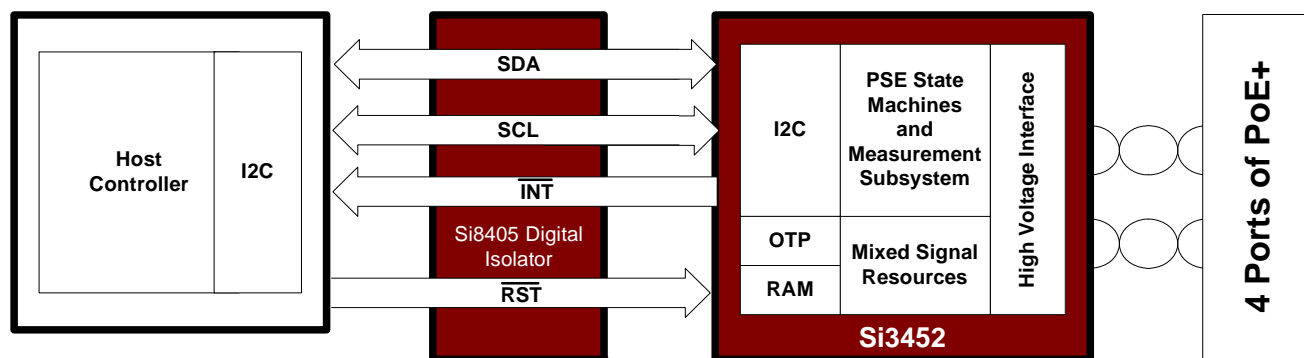 Host
Controller
I2C
SDA
SCL
INT
Si8405 Digital
Isolator
RST
I2C
PSE State
Machines
and
Measurement
Subsystem
OTP
RAM
Mixed Signal
Resources
High Voltage Interface
Si3452
4 Ports of PoE+